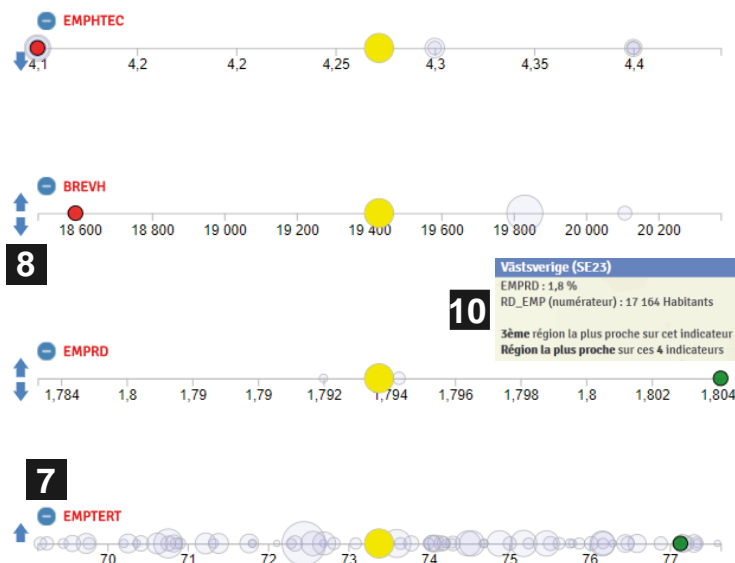 EMPHTEC
4,1 4,2 4,2 4,25 4,3 4,35 4,4
BREVH
18 600 18 800 19 000 19 200 19 400 19 600 19 800 20 000 20 200
8
Västsverige (SE23)
EMPRD : 1,8 %
RD_EMP (numérateur) : 17 164 Habitants
10
3ème région la plus proche sur cet indicateur
Région la plus proche sur ces 4 indicateurs
EMPRD
1,784 1,8 1,79 1,79 1,792 1,794 1,796 1,798 1,8 1,802 1,804
7
EMPTERT
70 71 72 73 74 75 76 77